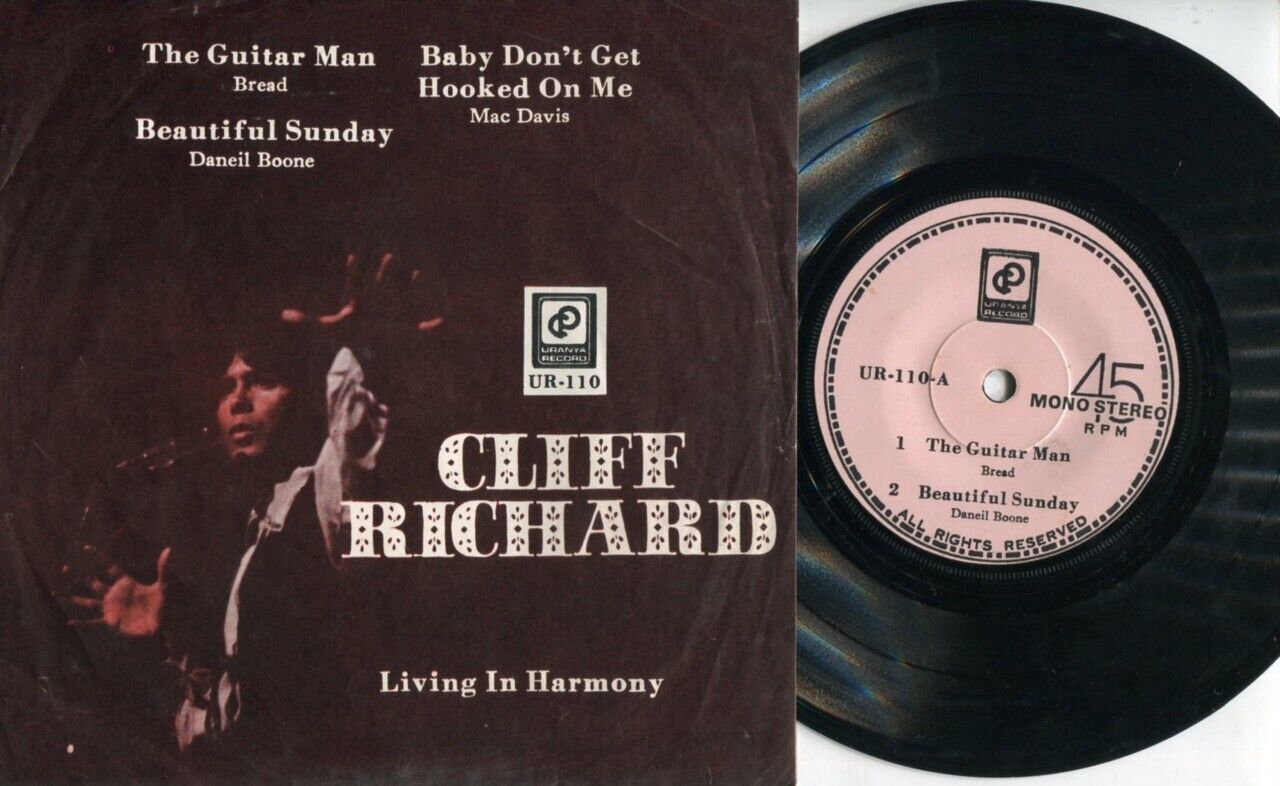 The Guitar Man
Bread
Beautiful Sunday
Daneil Boone
Baby Don't Get
Hooked On Me
Mac Davis
URANYA
RECORD
UR-110
CLIFF
RICHARD
Living In Harmony
URANYA
RECORD
UR-110-A
45
MONO STEREO
RPM
1 The Guitar Man
Bread
2 Beautiful Sunday
Daneil Boone
ALL RIGHTS RESERVED